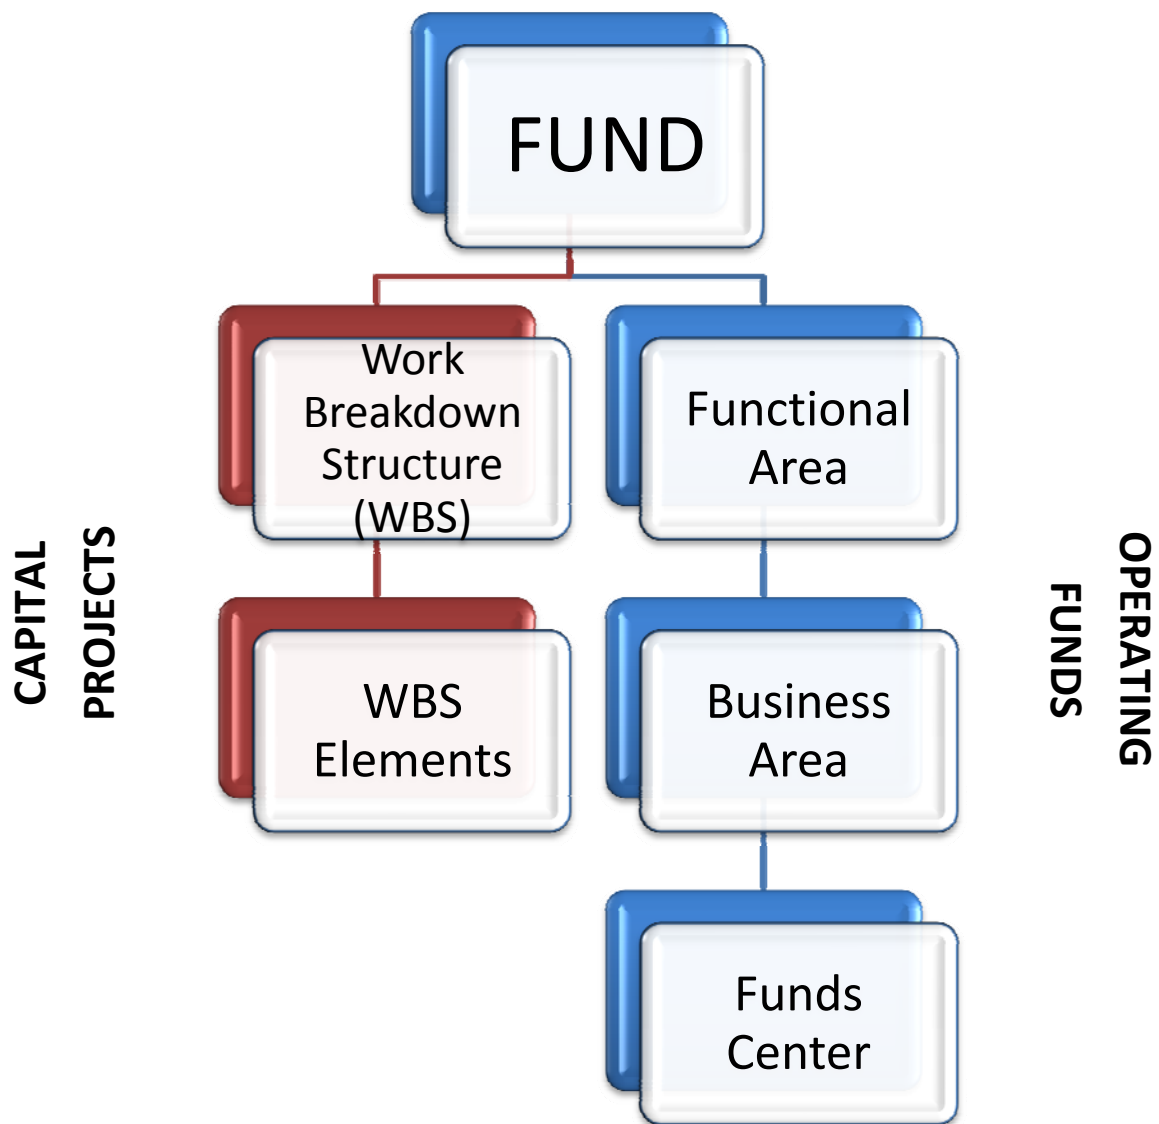 FUND
Work
Breakdown
Structure
(WBS)
Functional
Area
CAPITAL
PROJECTS
OPERATING
FUNDS
WBS
Elements
Business
Area
Funds
Center